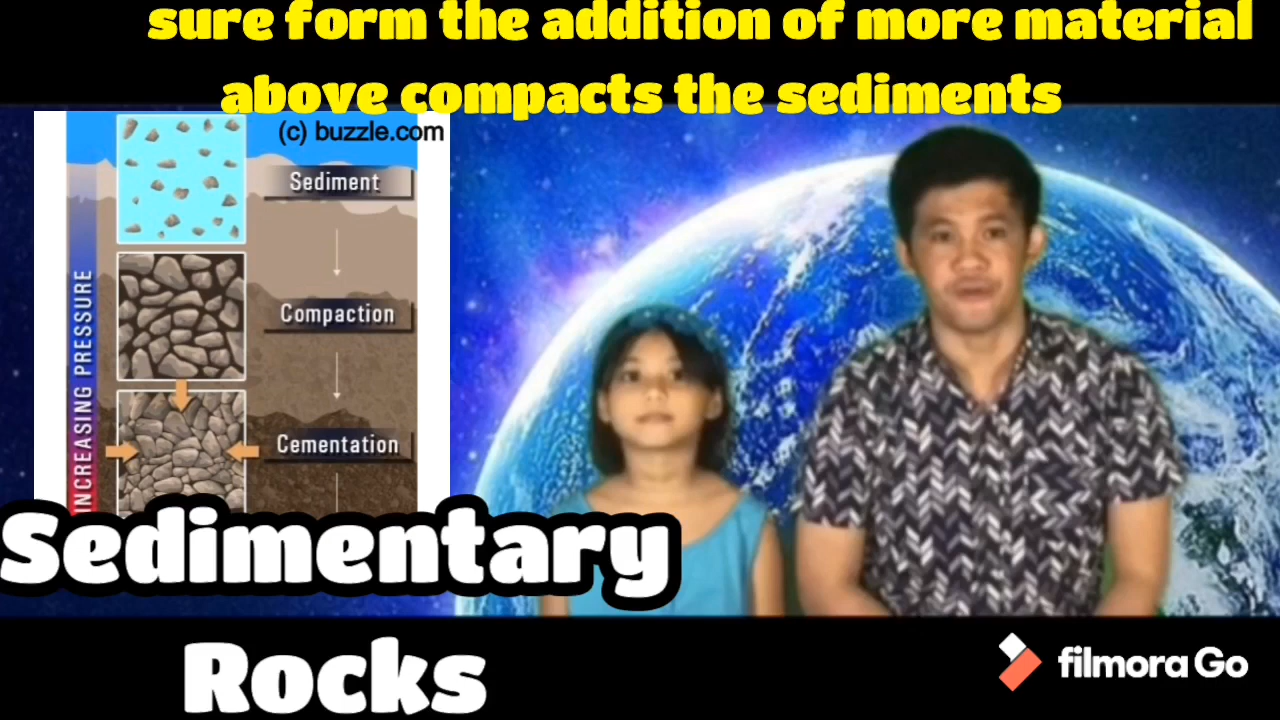 sure form the addition of more material
above compacts the sediments
(c) buzzle.com
Sediment
Compaction
Cementation
INCREASING PRESSURE
Sedimentary
Rocks
filmora Go